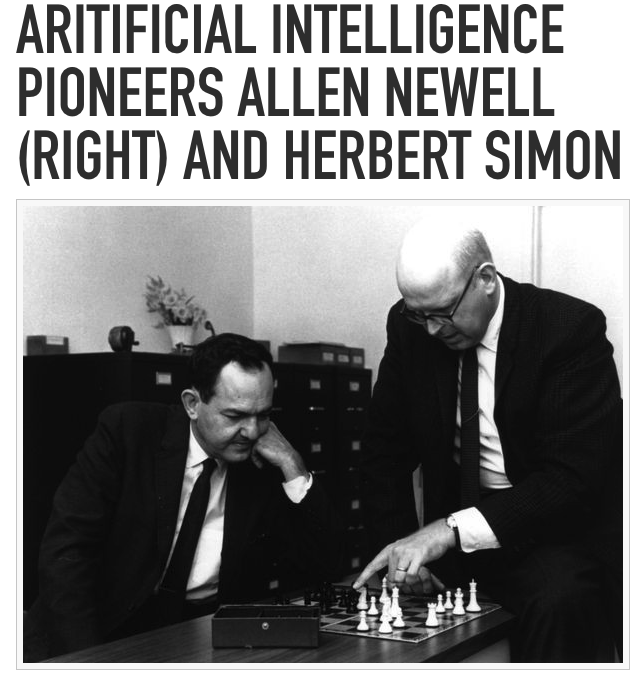 ARITIFICIAL INTELLIGENCE
PIONEERS ALLEN NEWELL
(RIGHT) AND HERBERT SIMON